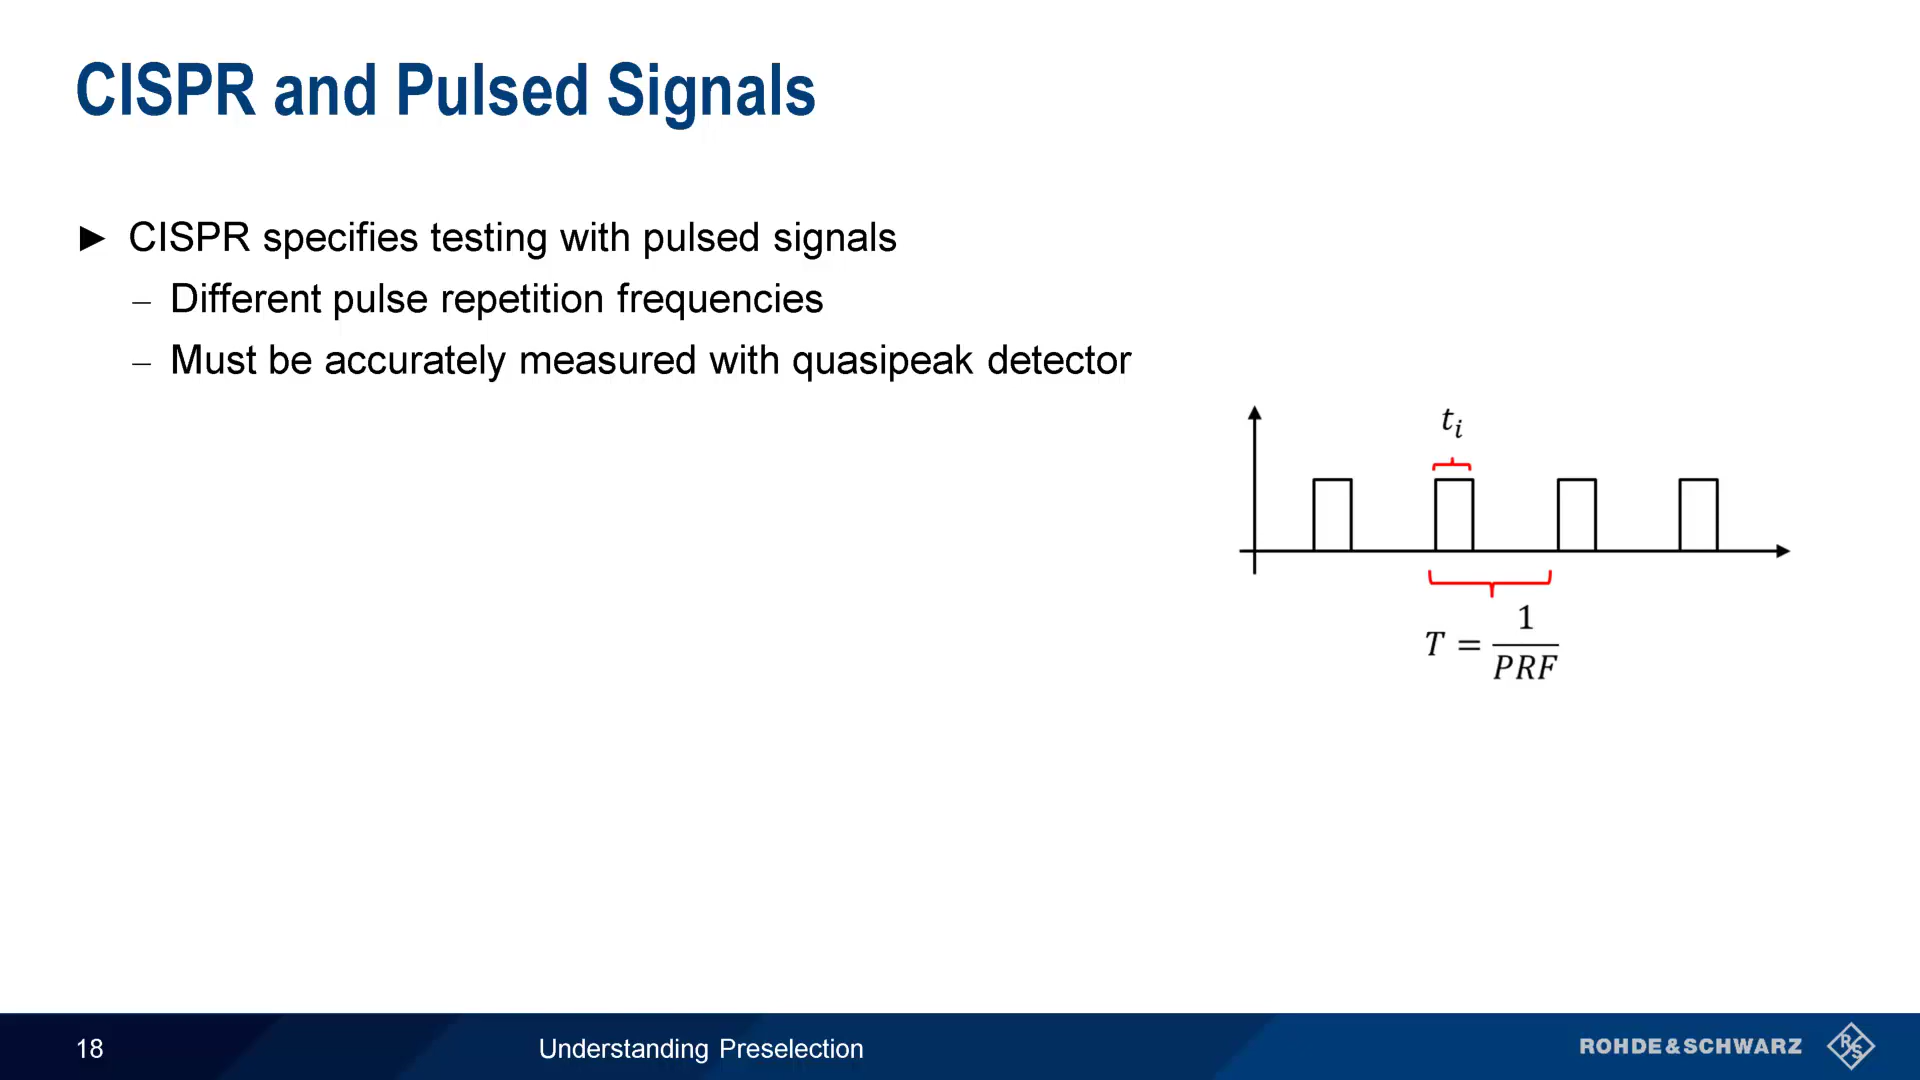 CISPR and Pulsed Signals
► CISPR specifies testing with pulsed signals
– Different pulse repetition frequencies
– Must be accurately measured with quasipeak detector
tᵢ
T = 1/PRF
18
Understanding Preselection
ROHDE&SCHWARZ
R&S